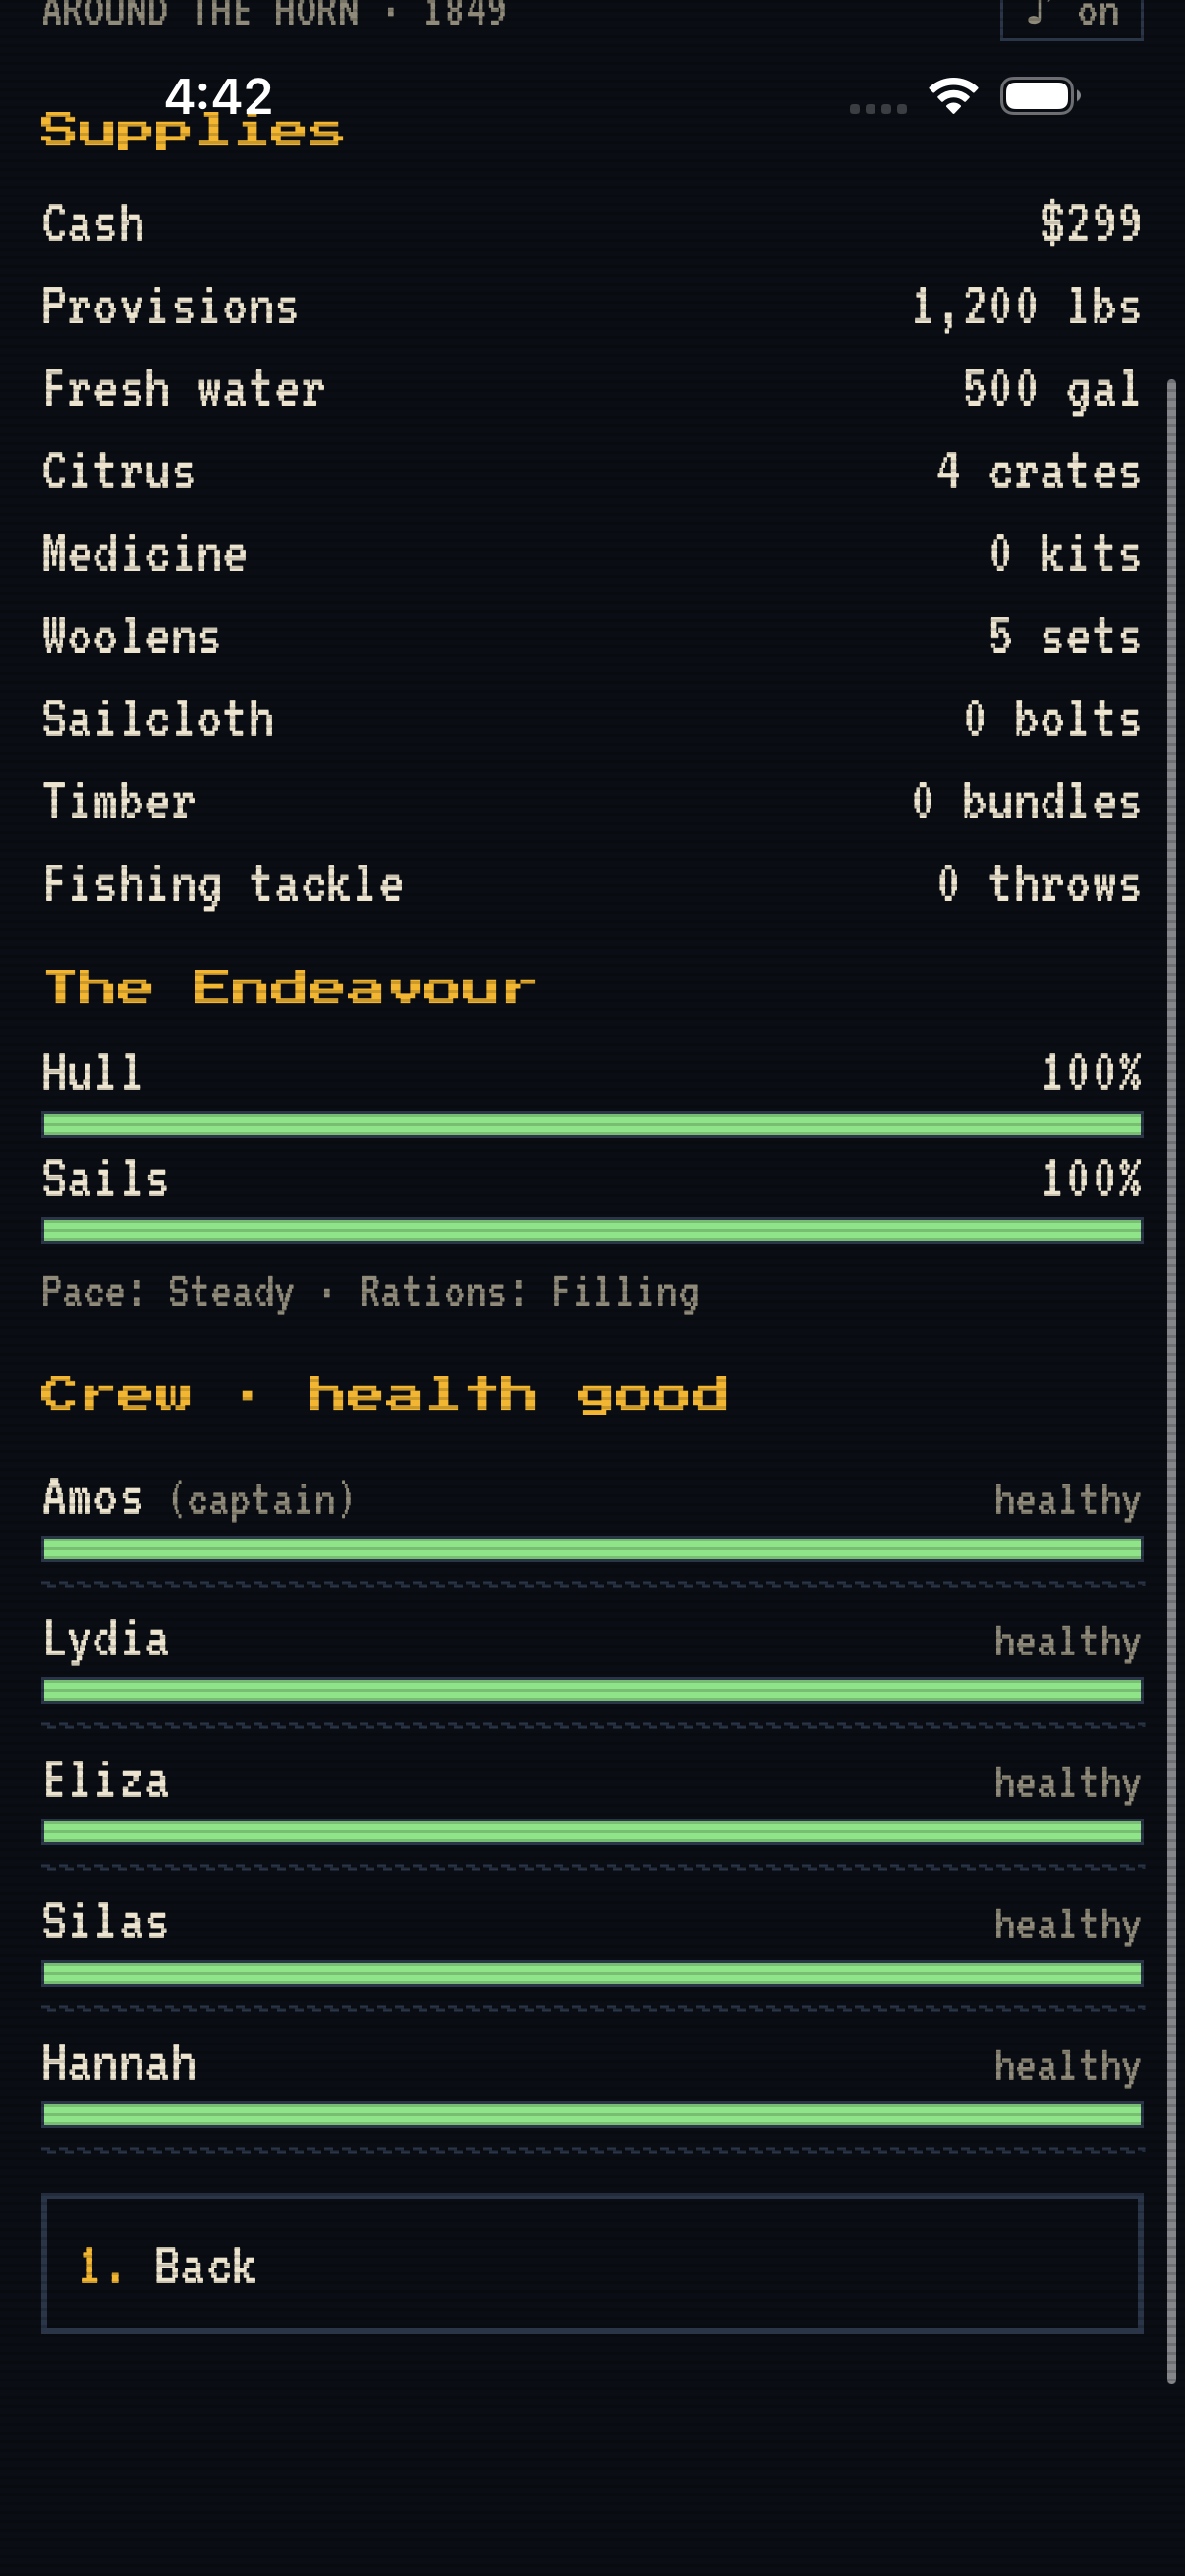 AROUND THE HORN · 1849
♪ on
4:42
Supplies
Cash $299
Provisions 1,200 lbs
Fresh water 500 gal
Citrus 4 crates
Medicine 0 kits
Woolens 5 sets
Sailcloth 0 bolts
Timber 0 bundles
Fishing tackle 0 throws
The Endeavour
Hull 100%
Sails 100%
Pace: Steady · Rations: Filling
Crew · health good
Amos (captain) healthy
Lydia healthy
Eliza healthy
Silas healthy
Hannah healthy
1. Back